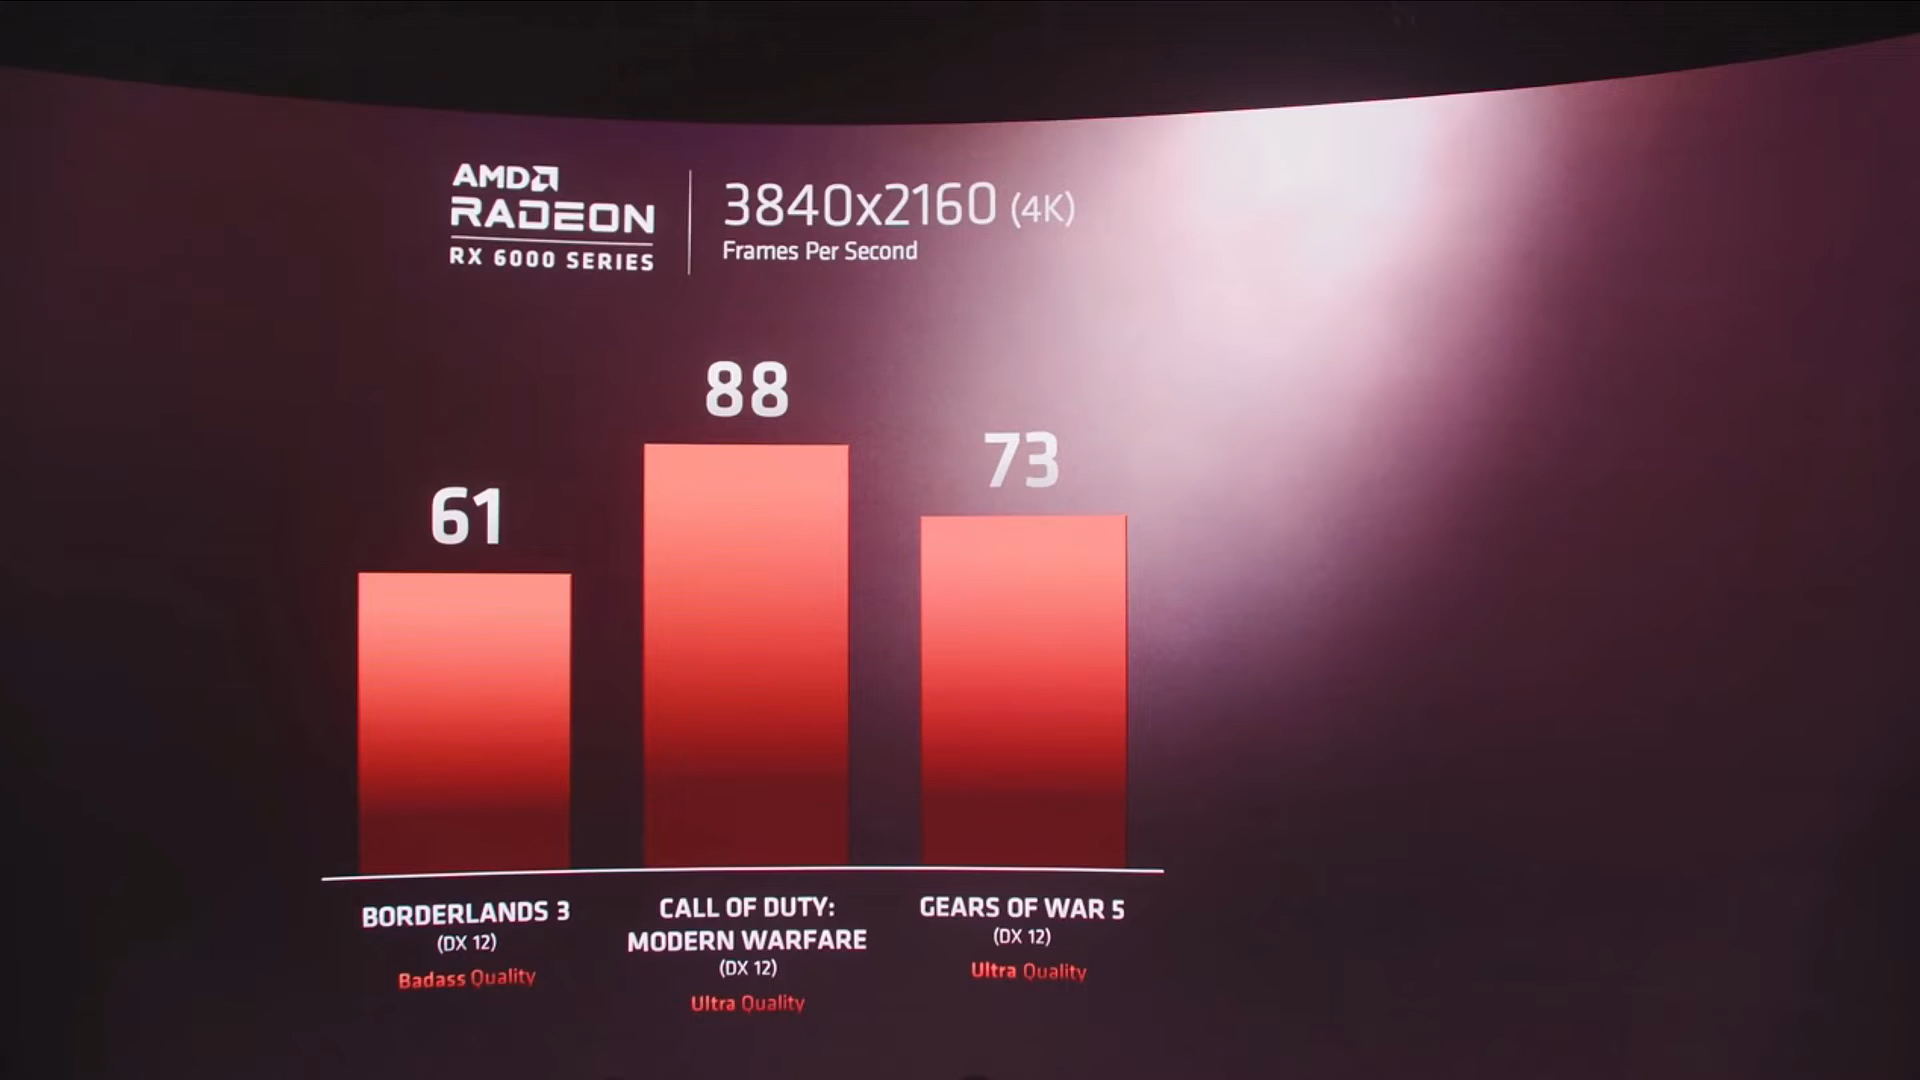 AMD
RADEON
RX 6000 SERIES
3840x2160 (4K)
Frames Per Second
61
88
73
BORDERLANDS 3
(DX 12)
Badass Quality
CALL OF DUTY:
MODERN WARFARE
(DX 12)
Ultra Quality
GEARS OF WAR 5
(DX 12)
Ultra Quality